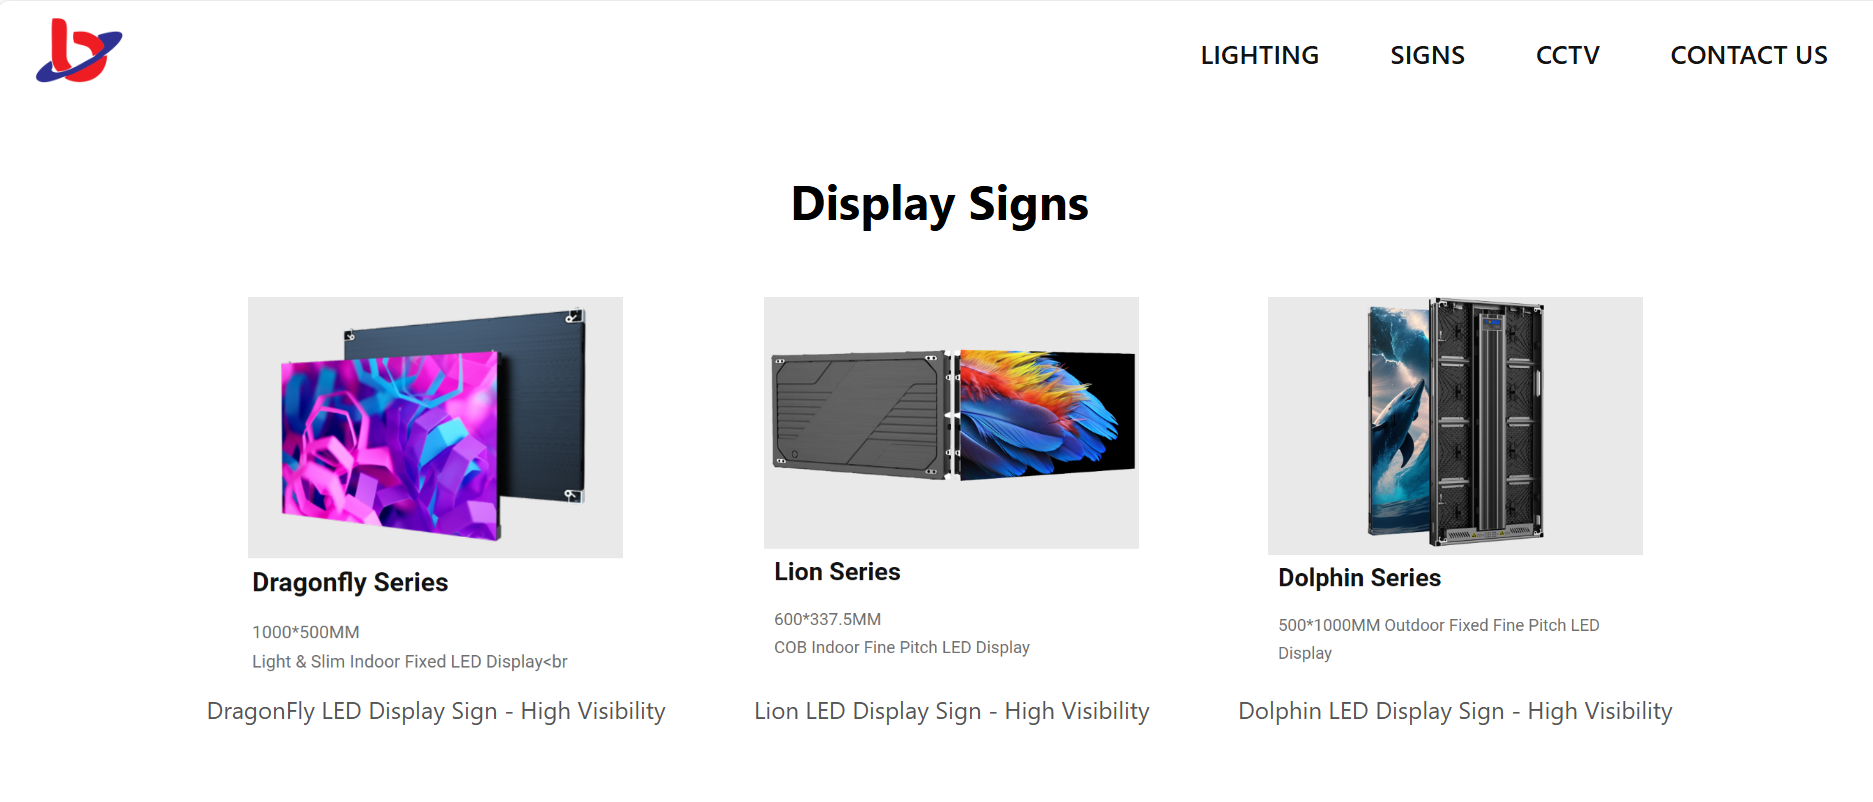 LIGHTING SIGNS CCTV CONTACT US
Display Signs
Dragonfly Series
1000*500MM
Light & Slim Indoor Fixed LED Display<br
DragonFly LED Display Sign - High Visibility
Lion Series
600*337.5MM
COB Indoor Fine Pitch LED Display
Lion LED Display Sign - High Visibility
Dolphin Series
500*1000MM Outdoor Fixed Fine Pitch LED
Display
Dolphin LED Display Sign - High Visibility